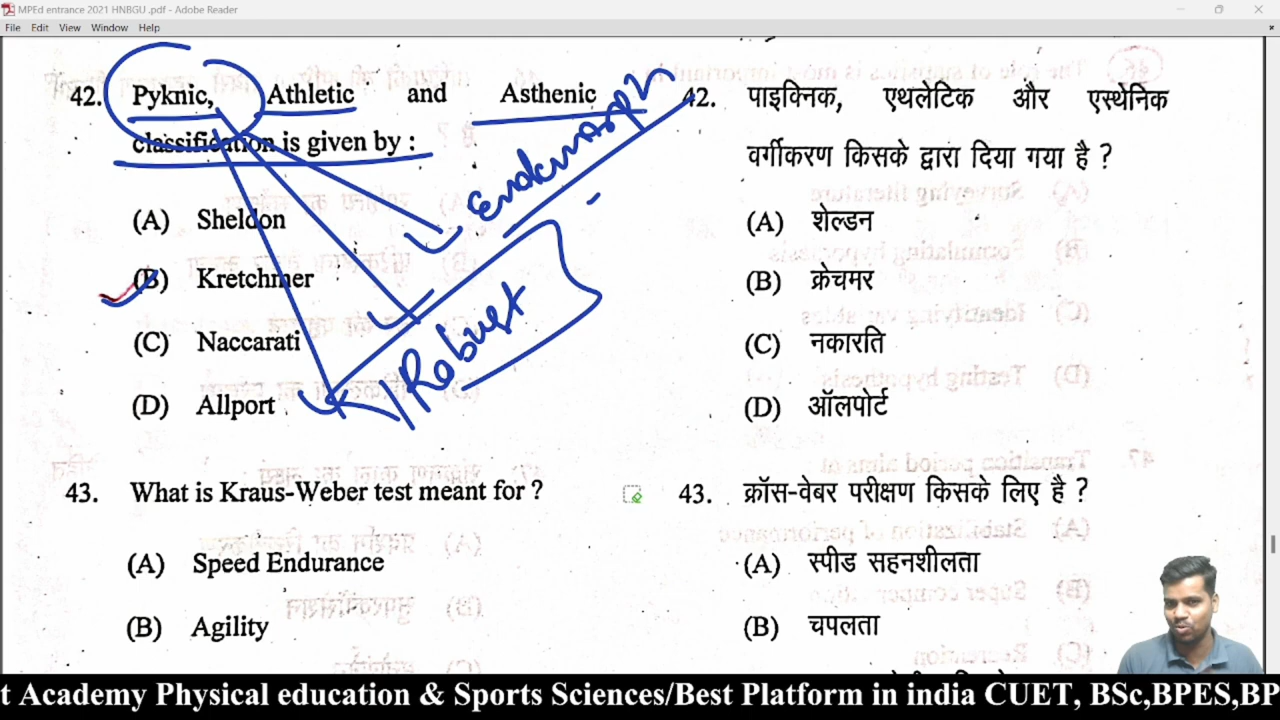 MPEd entrance 2021 HNBGU .pdf - Adobe Reader
File Edit View Window Help
42. Pyknic, Athletic and Asthenic
classification is given by :
(A) Sheldon
(B) Kretchmer
(C) Naccarati
(D) Allport
Endomorph
Robust
43. What is Kraus-Weber test meant for ?
(A) Speed Endurance
(B) Agility
42. पाइक्निक, एथलेटिक और एस्थेनिक
वर्गीकरण किसके द्वारा दिया गया है ?
(A) शेल्डन
(B) क्रेचमर
(C) नकारति
(D) ऑलपोर्ट
43. क्रॉस-वेबर परीक्षण किसके लिए है ?
(A) स्पीड सहनशीलता
(B) चपलता
t Academy Physical education & Sports Sciences/Best Platform in india CUET, BSc,BPES,BP